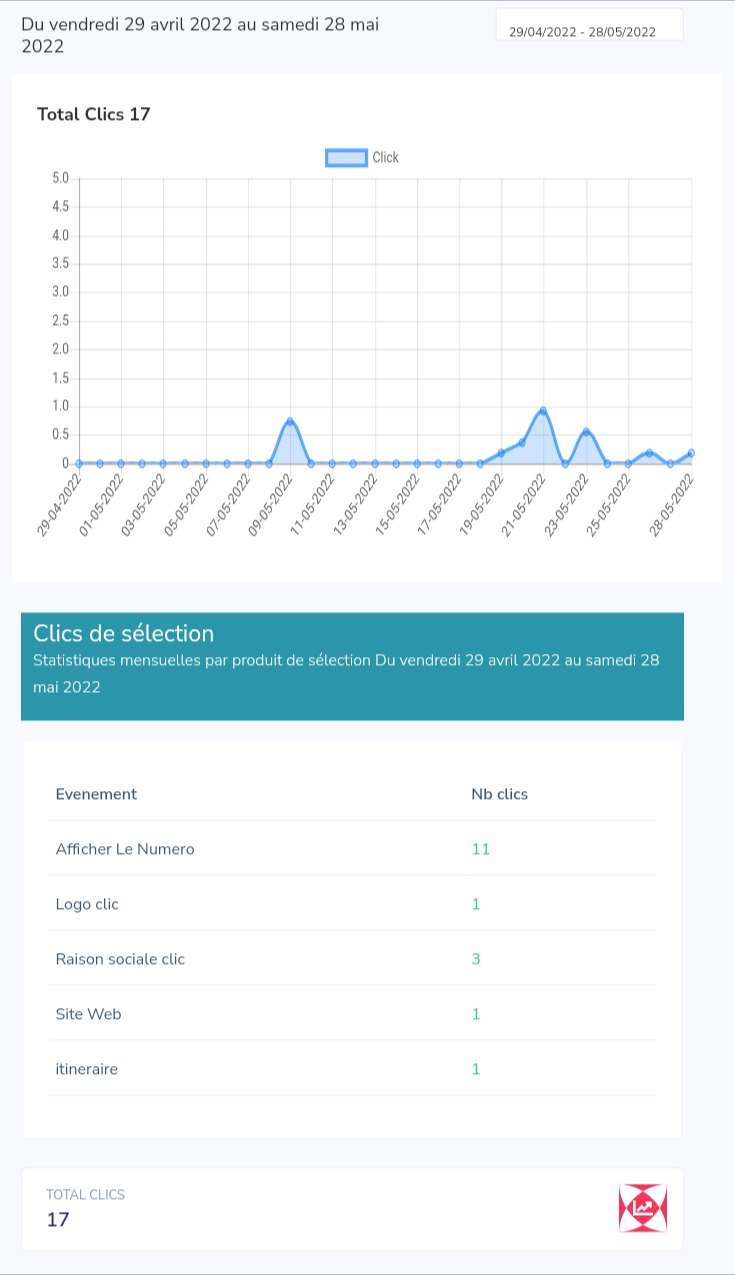 Du vendredi 29 avril 2022 au samedi 28 mai
2022
29/04/2022 - 28/05/2022
Total Clics 17
Click
5.0
4.5
4.0
3.5
3.0
2.5
2.0
1.5
1.0
0.5
0
29-04-2022
01-05-2022
03-05-2022
05-05-2022
07-05-2022
09-05-2022
11-05-2022
13-05-2022
15-05-2022
17-05-2022
19-05-2022
21-05-2022
23-05-2022
25-05-2022
28-05-2022
Clics de sélection
Statistiques mensuelles par produit de sélection Du vendredi 29 avril 2022 au samedi 28
mai 2022
Evenement Nb clics
Afficher Le Numero 11
Logo clic 1
Raison sociale clic 3
Site Web 1
itineraire 1
TOTAL CLICS
17